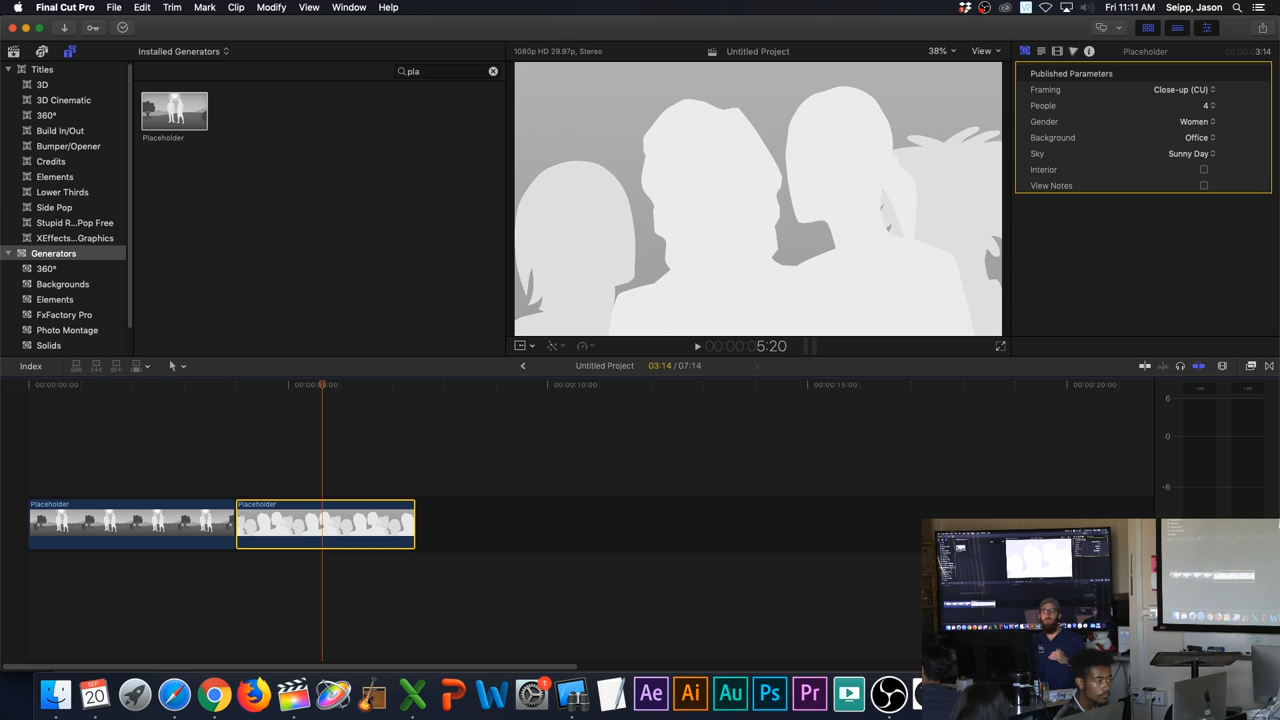 Final Cut Pro File Edit Trim Mark Clip Modify View Window Help
Fri 11:11 AM Seipp, Jason
Installed Generators
1080p HD 29.97p, Stereo
Untitled Project
38%
View
Placeholder
3:14
Titles
3D
3D Cinematic
360°
Build In/Out
Bumper/Opener
Credits
Elements
Lower Thirds
Side Pop
Stupid R...Pop Free
XEffects...Graphics
Generators
360°
Backgrounds
Elements
FxFactory Pro
Photo Montage
Solids
pla
Placeholder
Published Parameters
Framing Close-up (CU)
People 4
Gender Women
Background Office
Sky Sunny Day
Interior
View Notes
00:00:05:20
Index
Untitled Project
03:14 / 07:14
00:00:00:00
00:00:10:00
00:00:15:00
00:00:20:00
6
0
-6
Placeholder
Placeholder
SEP
20
1
Ae
Ai
Au
Ps
Pr